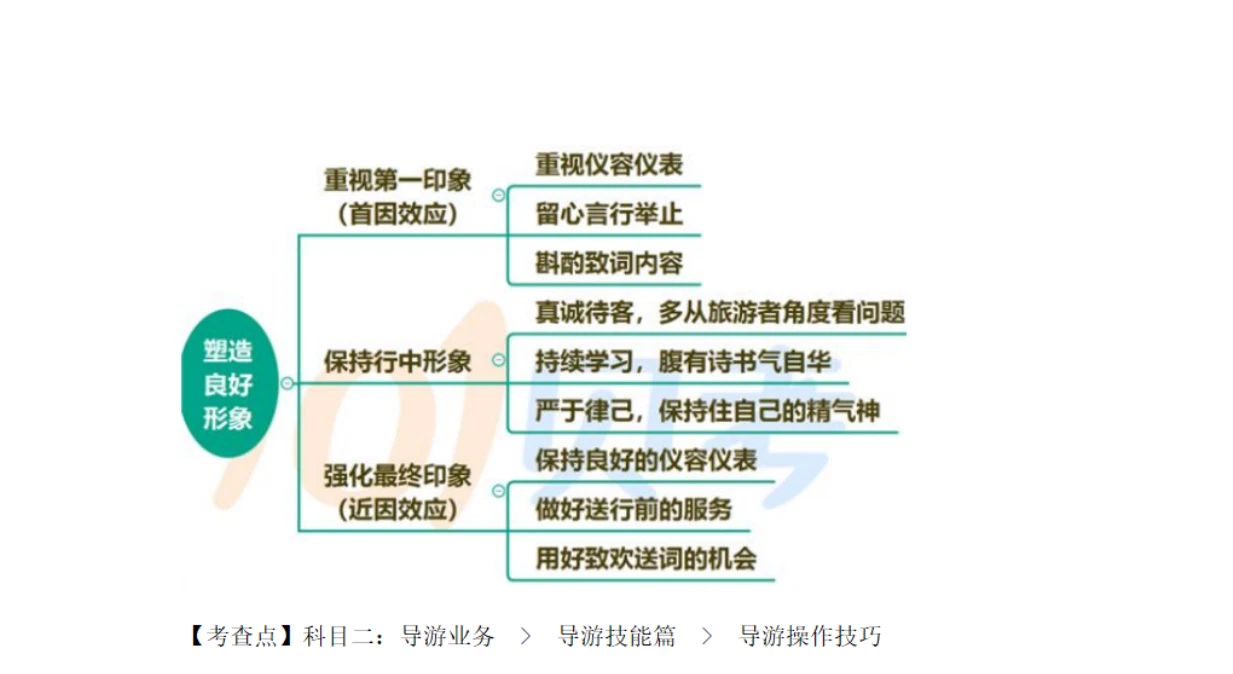 塑造
良好
形象
重视第一印象
（首因效应）
重视仪容仪表
留心言行举止
斟酌致词内容
保持行中形象
真诚待客，多从旅游者角度看问题
持续学习，腹有诗书气自华
严于律己，保持住自己的精气神
强化最终印象
（近因效应）
保持良好的仪容仪表
做好送行前的服务
用好致欢送词的机会
101贝考
【考查点】科目二：导游业务 > 导游技能篇 > 导游操作技巧